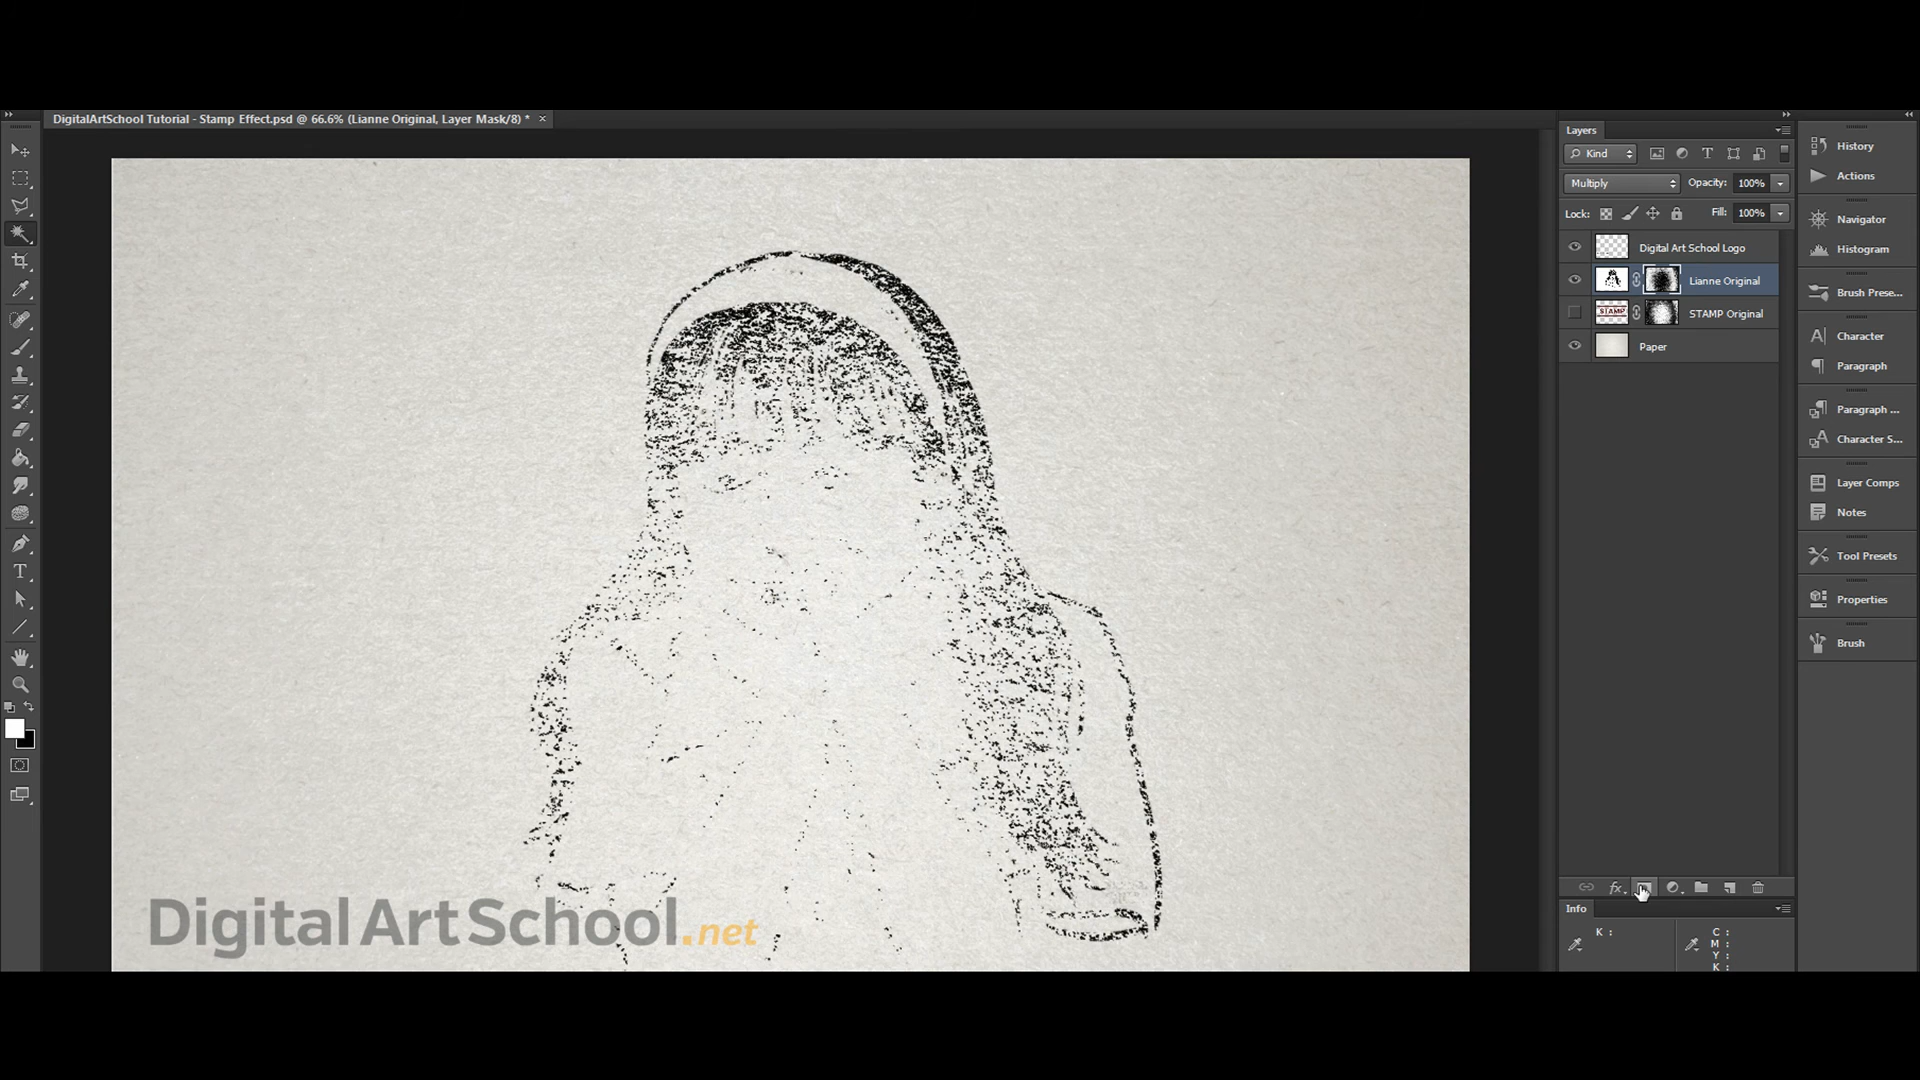 DigitalArtSchool Tutorial - Stamp Effect.psd @ 66.6% (Lianne Original, Layer Mask/8) *
Layers
Kind
Multiply
Opacity: 100%
Lock:
Fill: 100%
Digital Art School Logo
Lianne Original
STAMP
STAMP Original
Paper
fx
Info
K :
C :
M :
Y :
K :
History
Actions
Navigator
Histogram
Brush Prese...
Character
Paragraph
Paragraph ...
Character S...
Layer Comps
Notes
Tool Presets
Properties
Brush
DigitalArtSchool.net